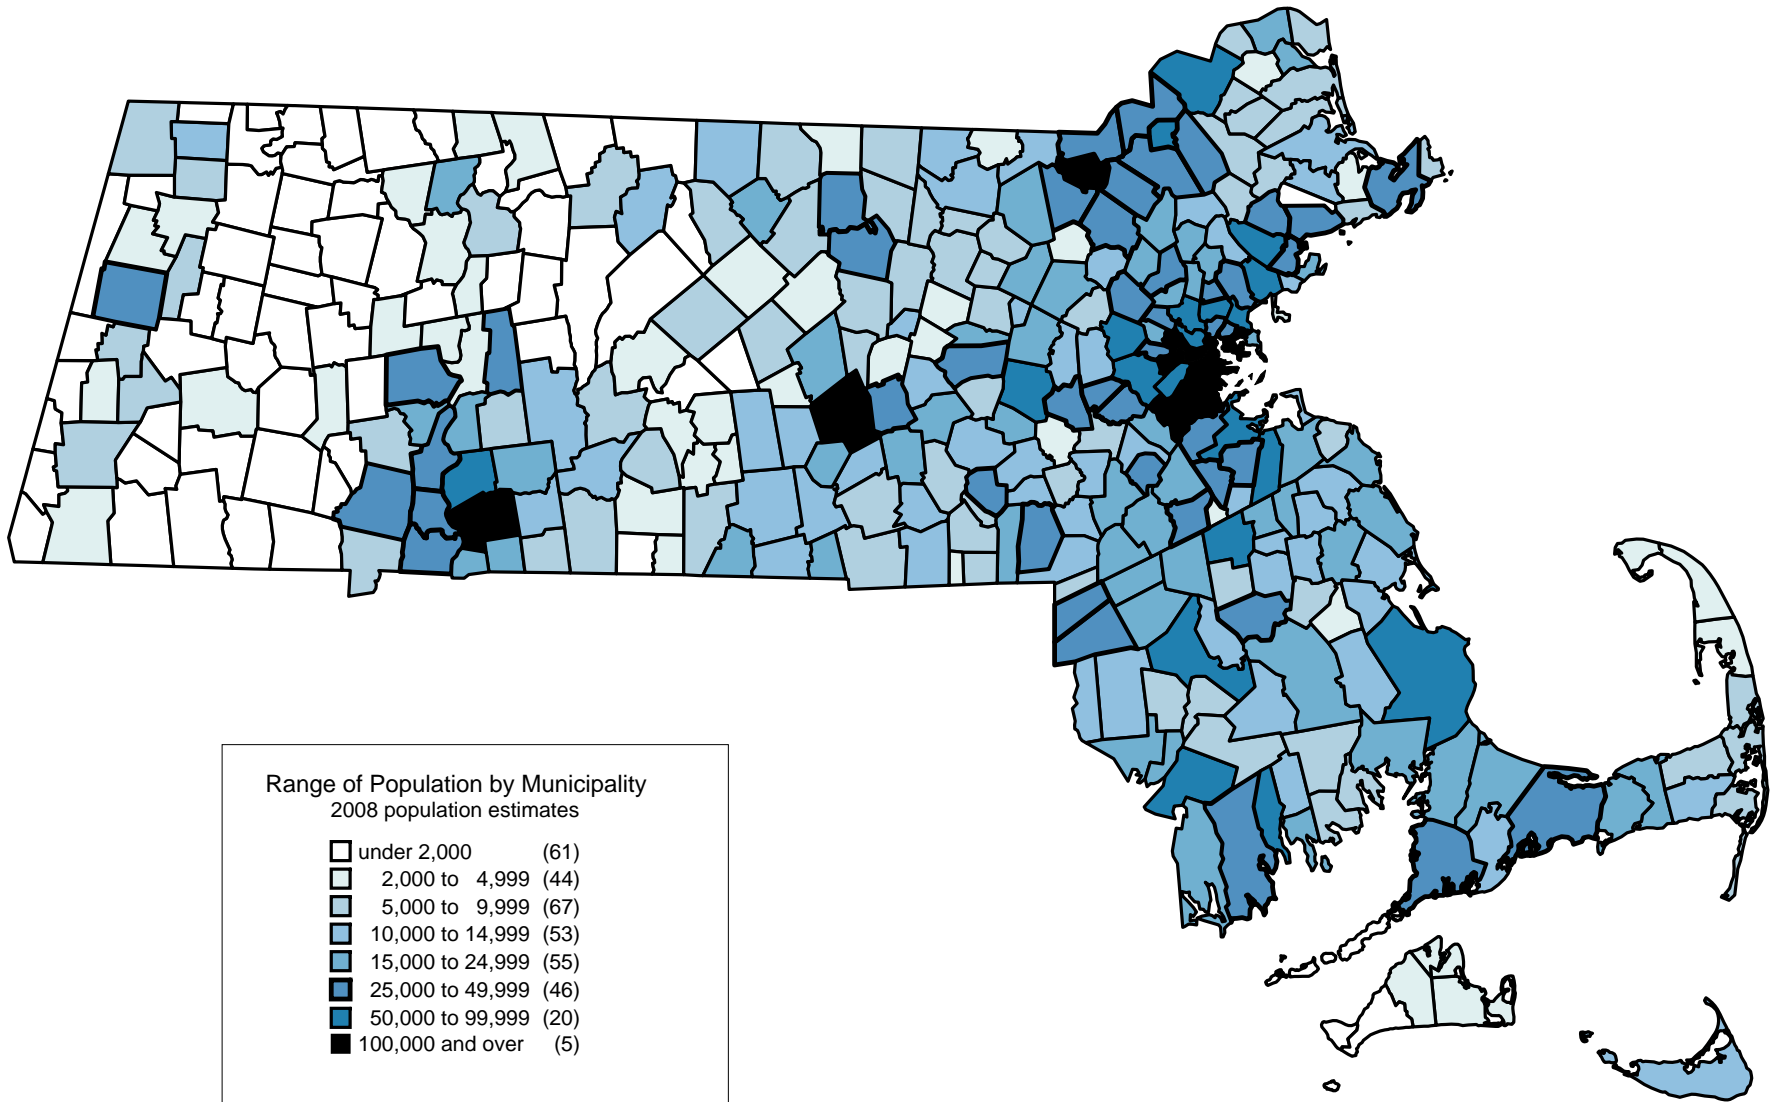 Range of Population by Municipality
2008 population estimates
under 2,000 (61)
2,000 to 4,999 (44)
5,000 to 9,999 (67)
10,000 to 14,999 (53)
15,000 to 24,999 (55)
25,000 to 49,999 (46)
50,000 to 99,999 (20)
100,000 and over (5)